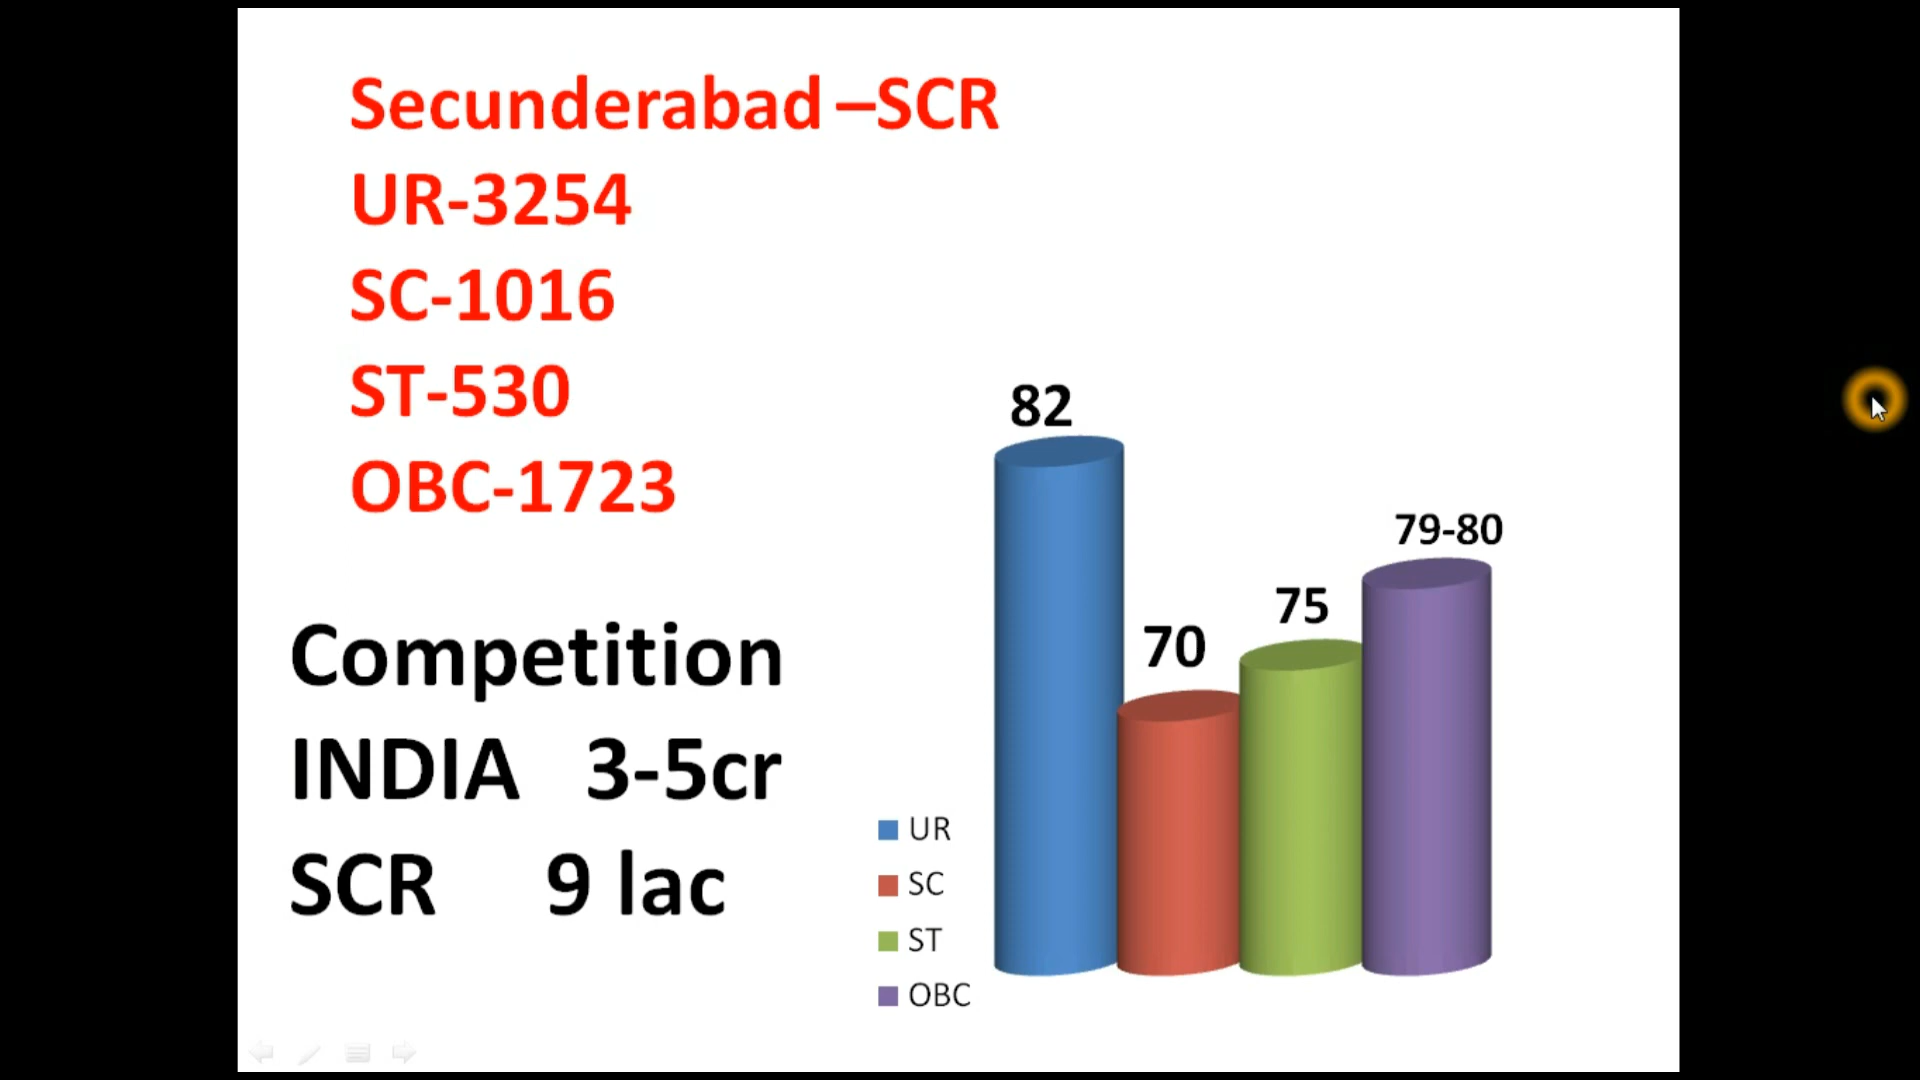 Secunderabad –SCR
UR-3254
SC-1016
ST-530
OBC-1723
Competition
INDIA 3-5cr
SCR 9 lac
82
70
75
79-80
UR
SC
ST
OBC